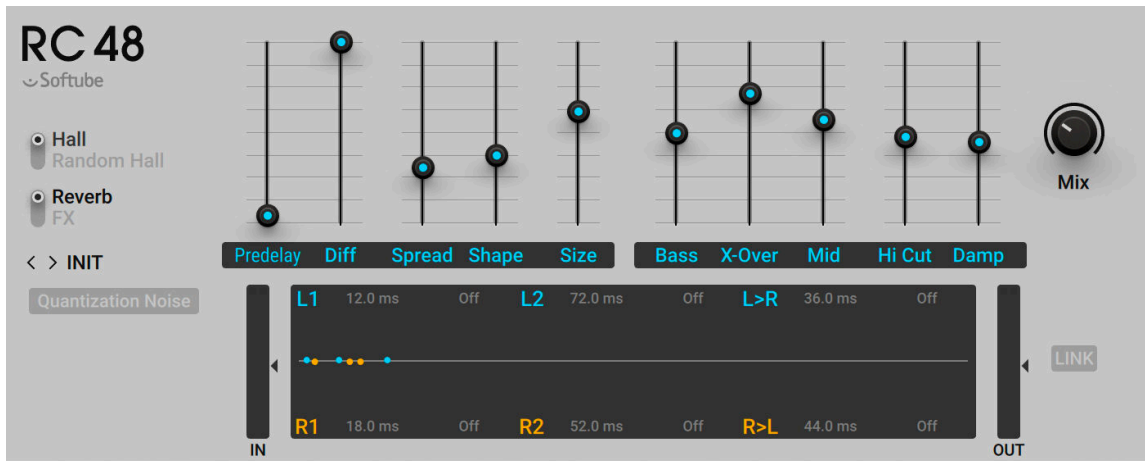 RC 48
Softube
Hall
Random Hall
Reverb
FX
< > INIT
Quantization Noise
Predelay Diff Spread Shape Size Bass X-Over Mid Hi Cut Damp
Mix
L1 12.0 ms Off L2 72.0 ms Off L>R 36.0 ms Off
R1 18.0 ms Off R2 52.0 ms Off R>L 44.0 ms Off
LINK
IN
OUT